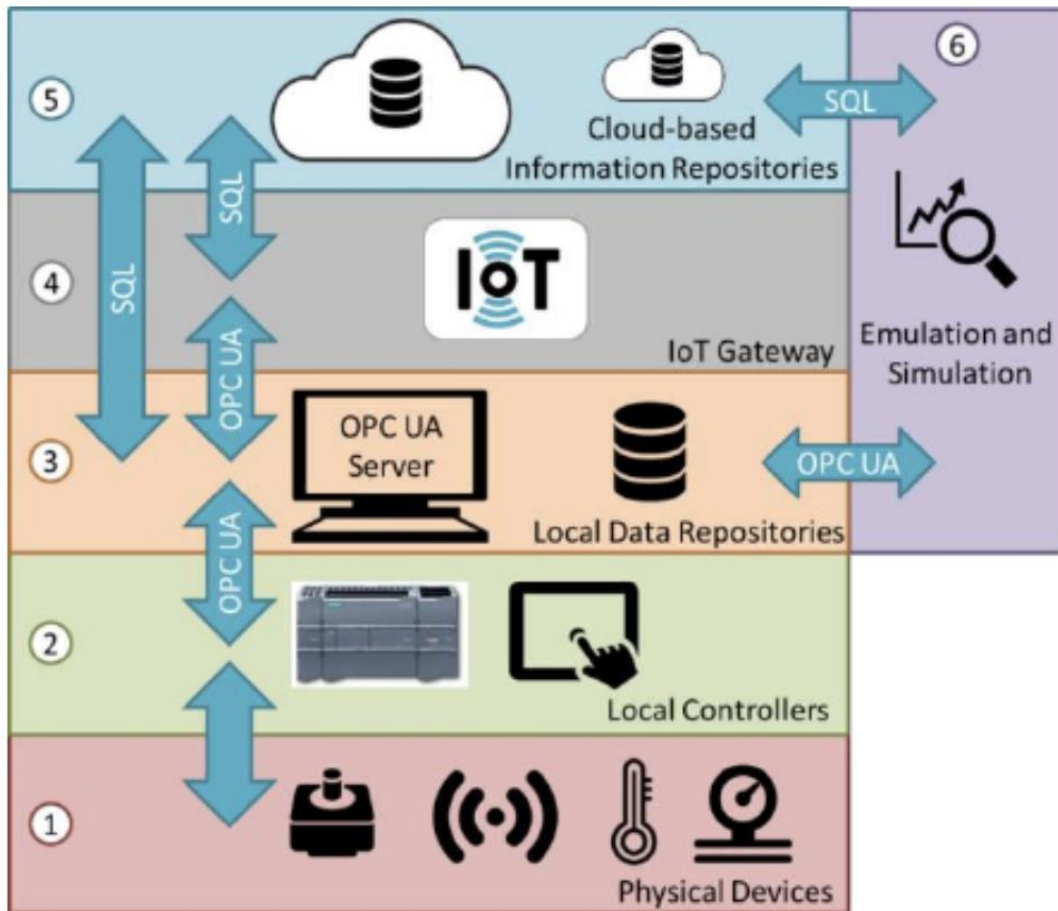 5
SQL
SQL
Cloud-based
Information Repositories
SQL
6
4
IoT
IoT Gateway
OPC UA
Emulation and
Simulation
3
OPC UA
Server
Local Data Repositories
OPC UA
OPC UA
2
Local Controllers
1
Physical Devices